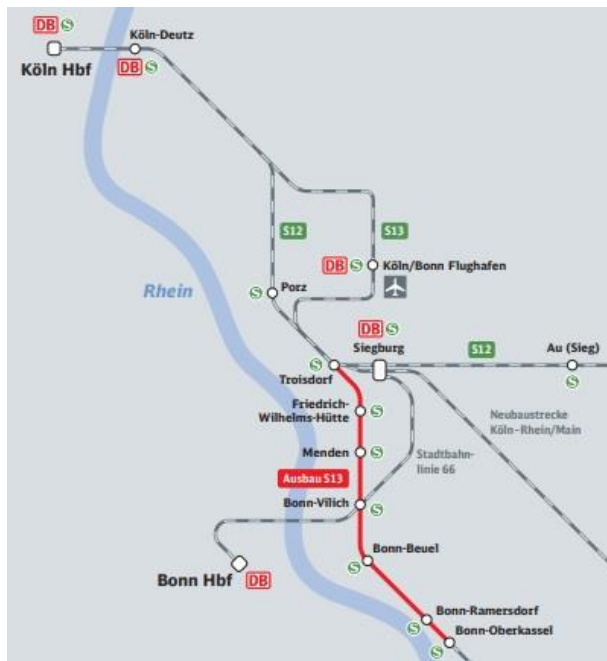 DB S
Köln-Deutz
Köln Hbf
DB S
S12
S13
DB S
Köln/Bonn Flughafen
Rhein
S
Porz
DB S
Siegburg
S12
Au (Sieg)
S
Troisdorf
S
Friedrich-
Wilhelms-Hütte
S
Neubaustrecke
Köln-Rhein/Main
Menden
S
Stadtbahn-
linie 66
Ausbau S13
Bonn-Vilich
S
Bonn-Beuel
S
Bonn Hbf
DB
Bonn-Ramersdorf
S
Bonn-Oberkassel
S